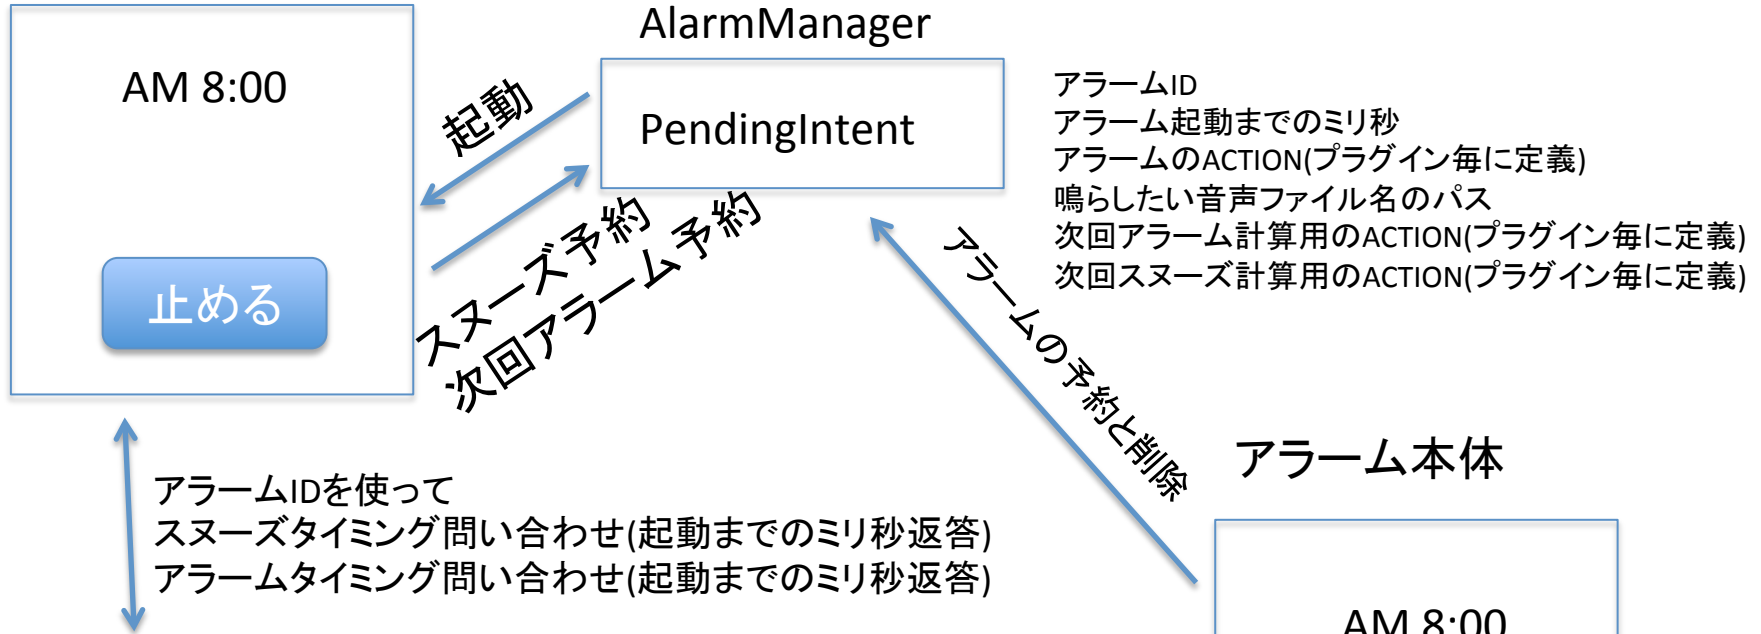 AlarmManager
AM 8:00
PendingIntent
起動
アラームID
アラーム起動までのミリ秒
アラームのACTION(プラグイン毎に定義)
鳴らしたい音声ファイル名のパス
次回アラーム計算用のACTION(プラグイン毎に定義)
次回スヌーズ計算用のACTION(プラグイン毎に定義)
止める
スヌーズ予約
次回アラーム予約
アラームの予約と削除
アラーム本体
アラームIDを使って
スヌーズタイミング問い合わせ(起動までのミリ秒返答)
アラームタイミング問い合わせ(起動までのミリ秒返答)
AM 8:00